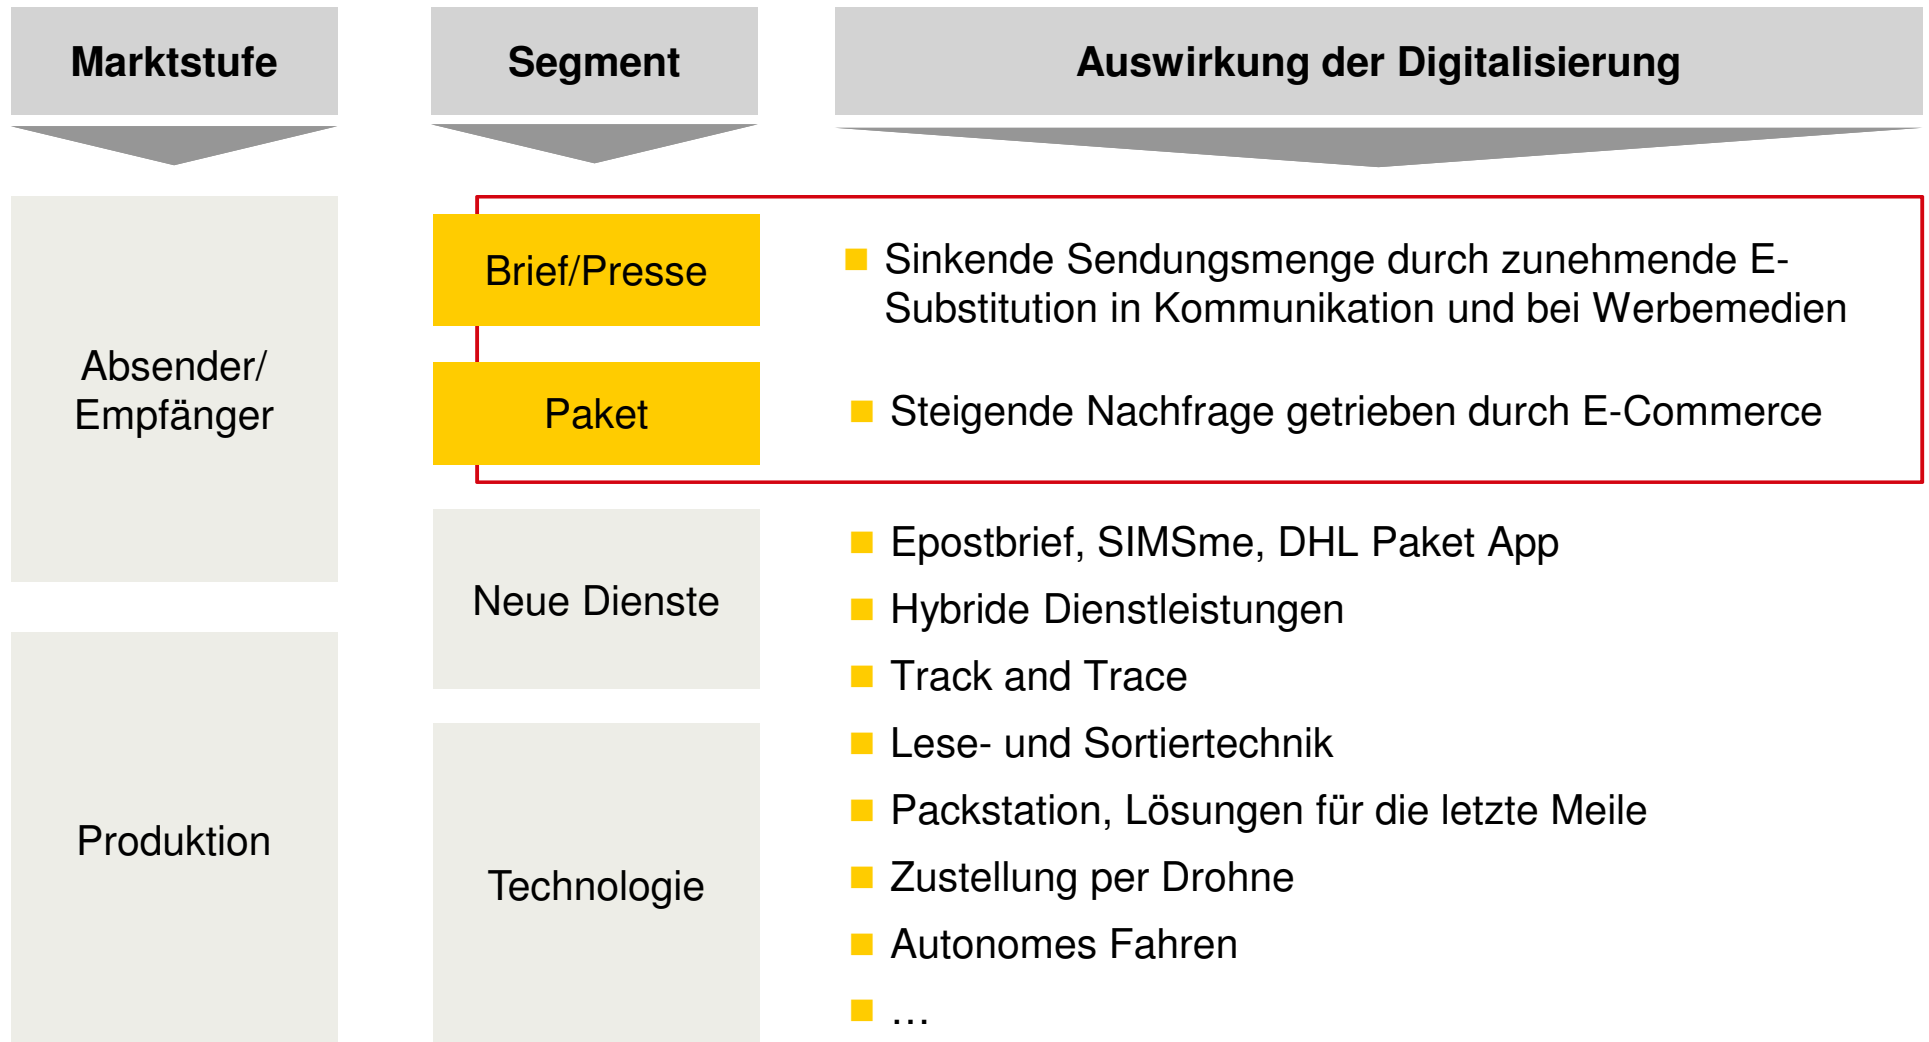 Marktstufe
Segment
Auswirkung der Digitalisierung
Absender/
Empfänger
Brief/Presse
Sinkende Sendungsmenge durch zunehmende E-
Substitution in Kommunikation und bei Werbemedien
Paket
Steigende Nachfrage getrieben durch E-Commerce
Neue Dienste
Epostbrief, SIMSme, DHL Paket App
Hybride Dienstleistungen
Track and Trace
Produktion
Technologie
Lese- und Sortiertechnik
Packstation, Lösungen für die letzte Meile
Zustellung per Drohne
Autonomes Fahren
…